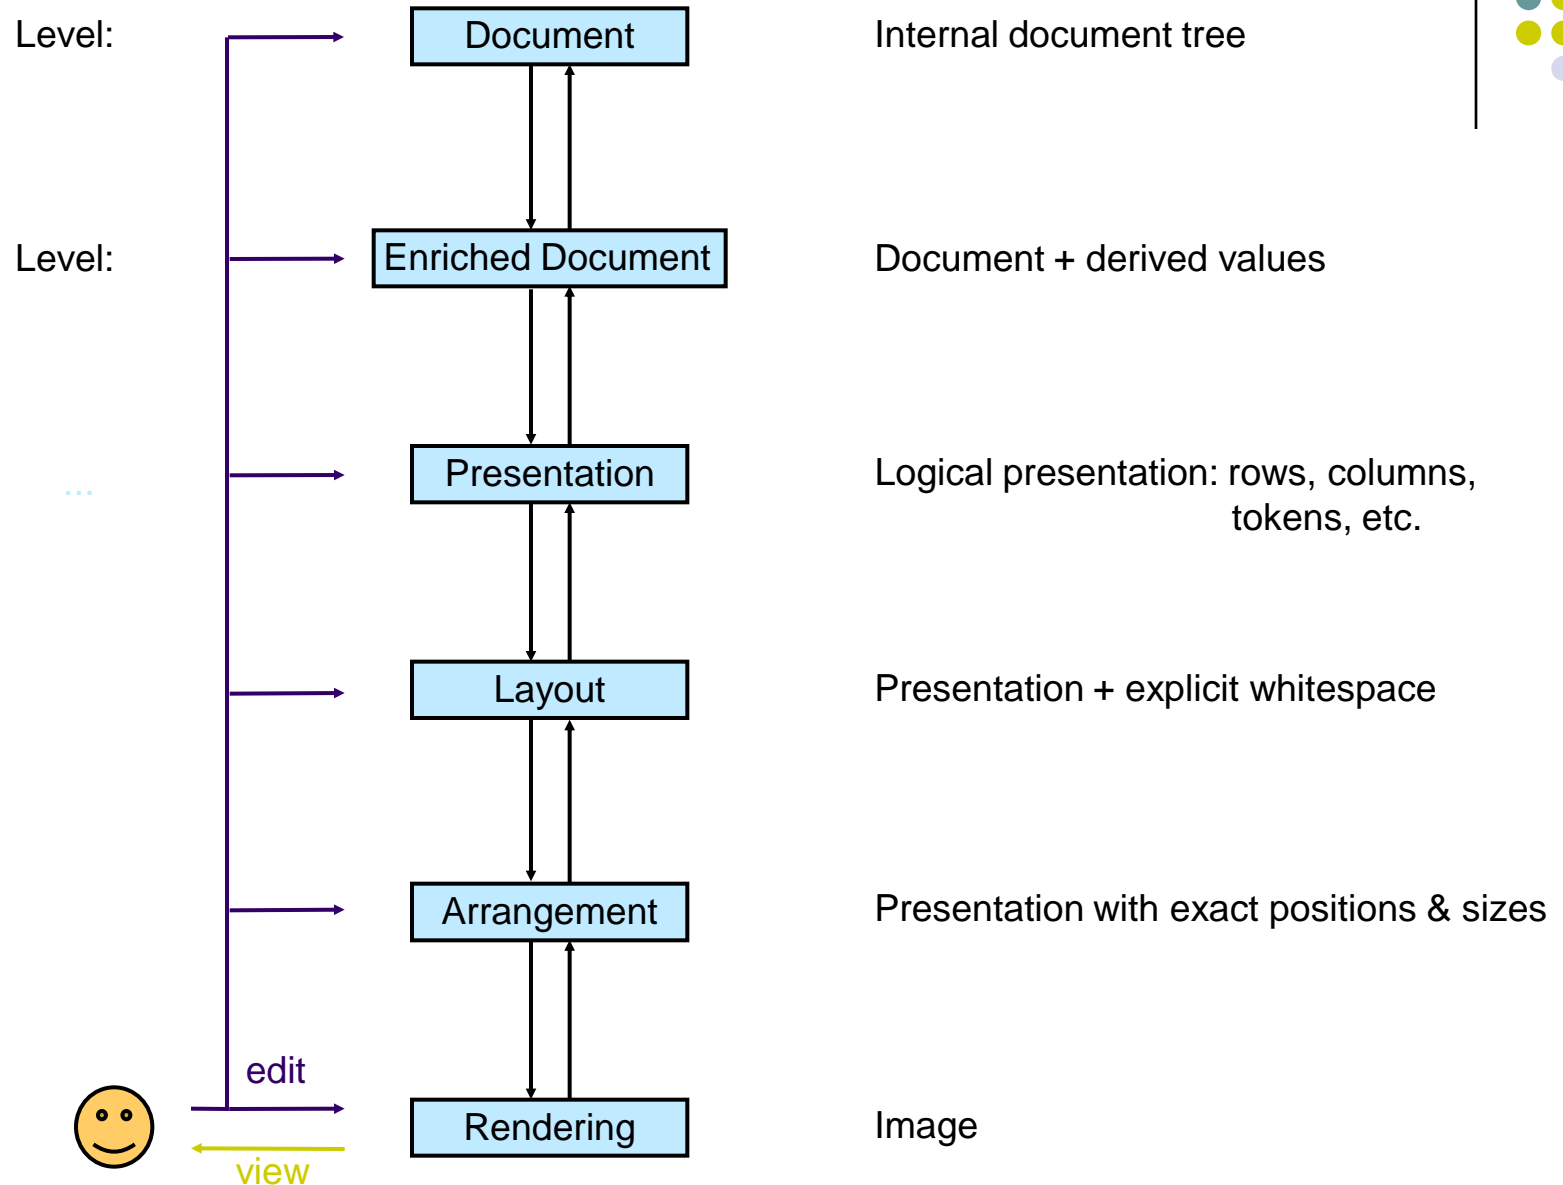 Level:
Document
Internal document tree
Level:
Enriched Document
Document + derived values
...
Presentation
Logical presentation: rows, columns,
tokens, etc.
Layout
Presentation + explicit whitespace
Arrangement
Presentation with exact positions & sizes
edit
Rendering
Image
view